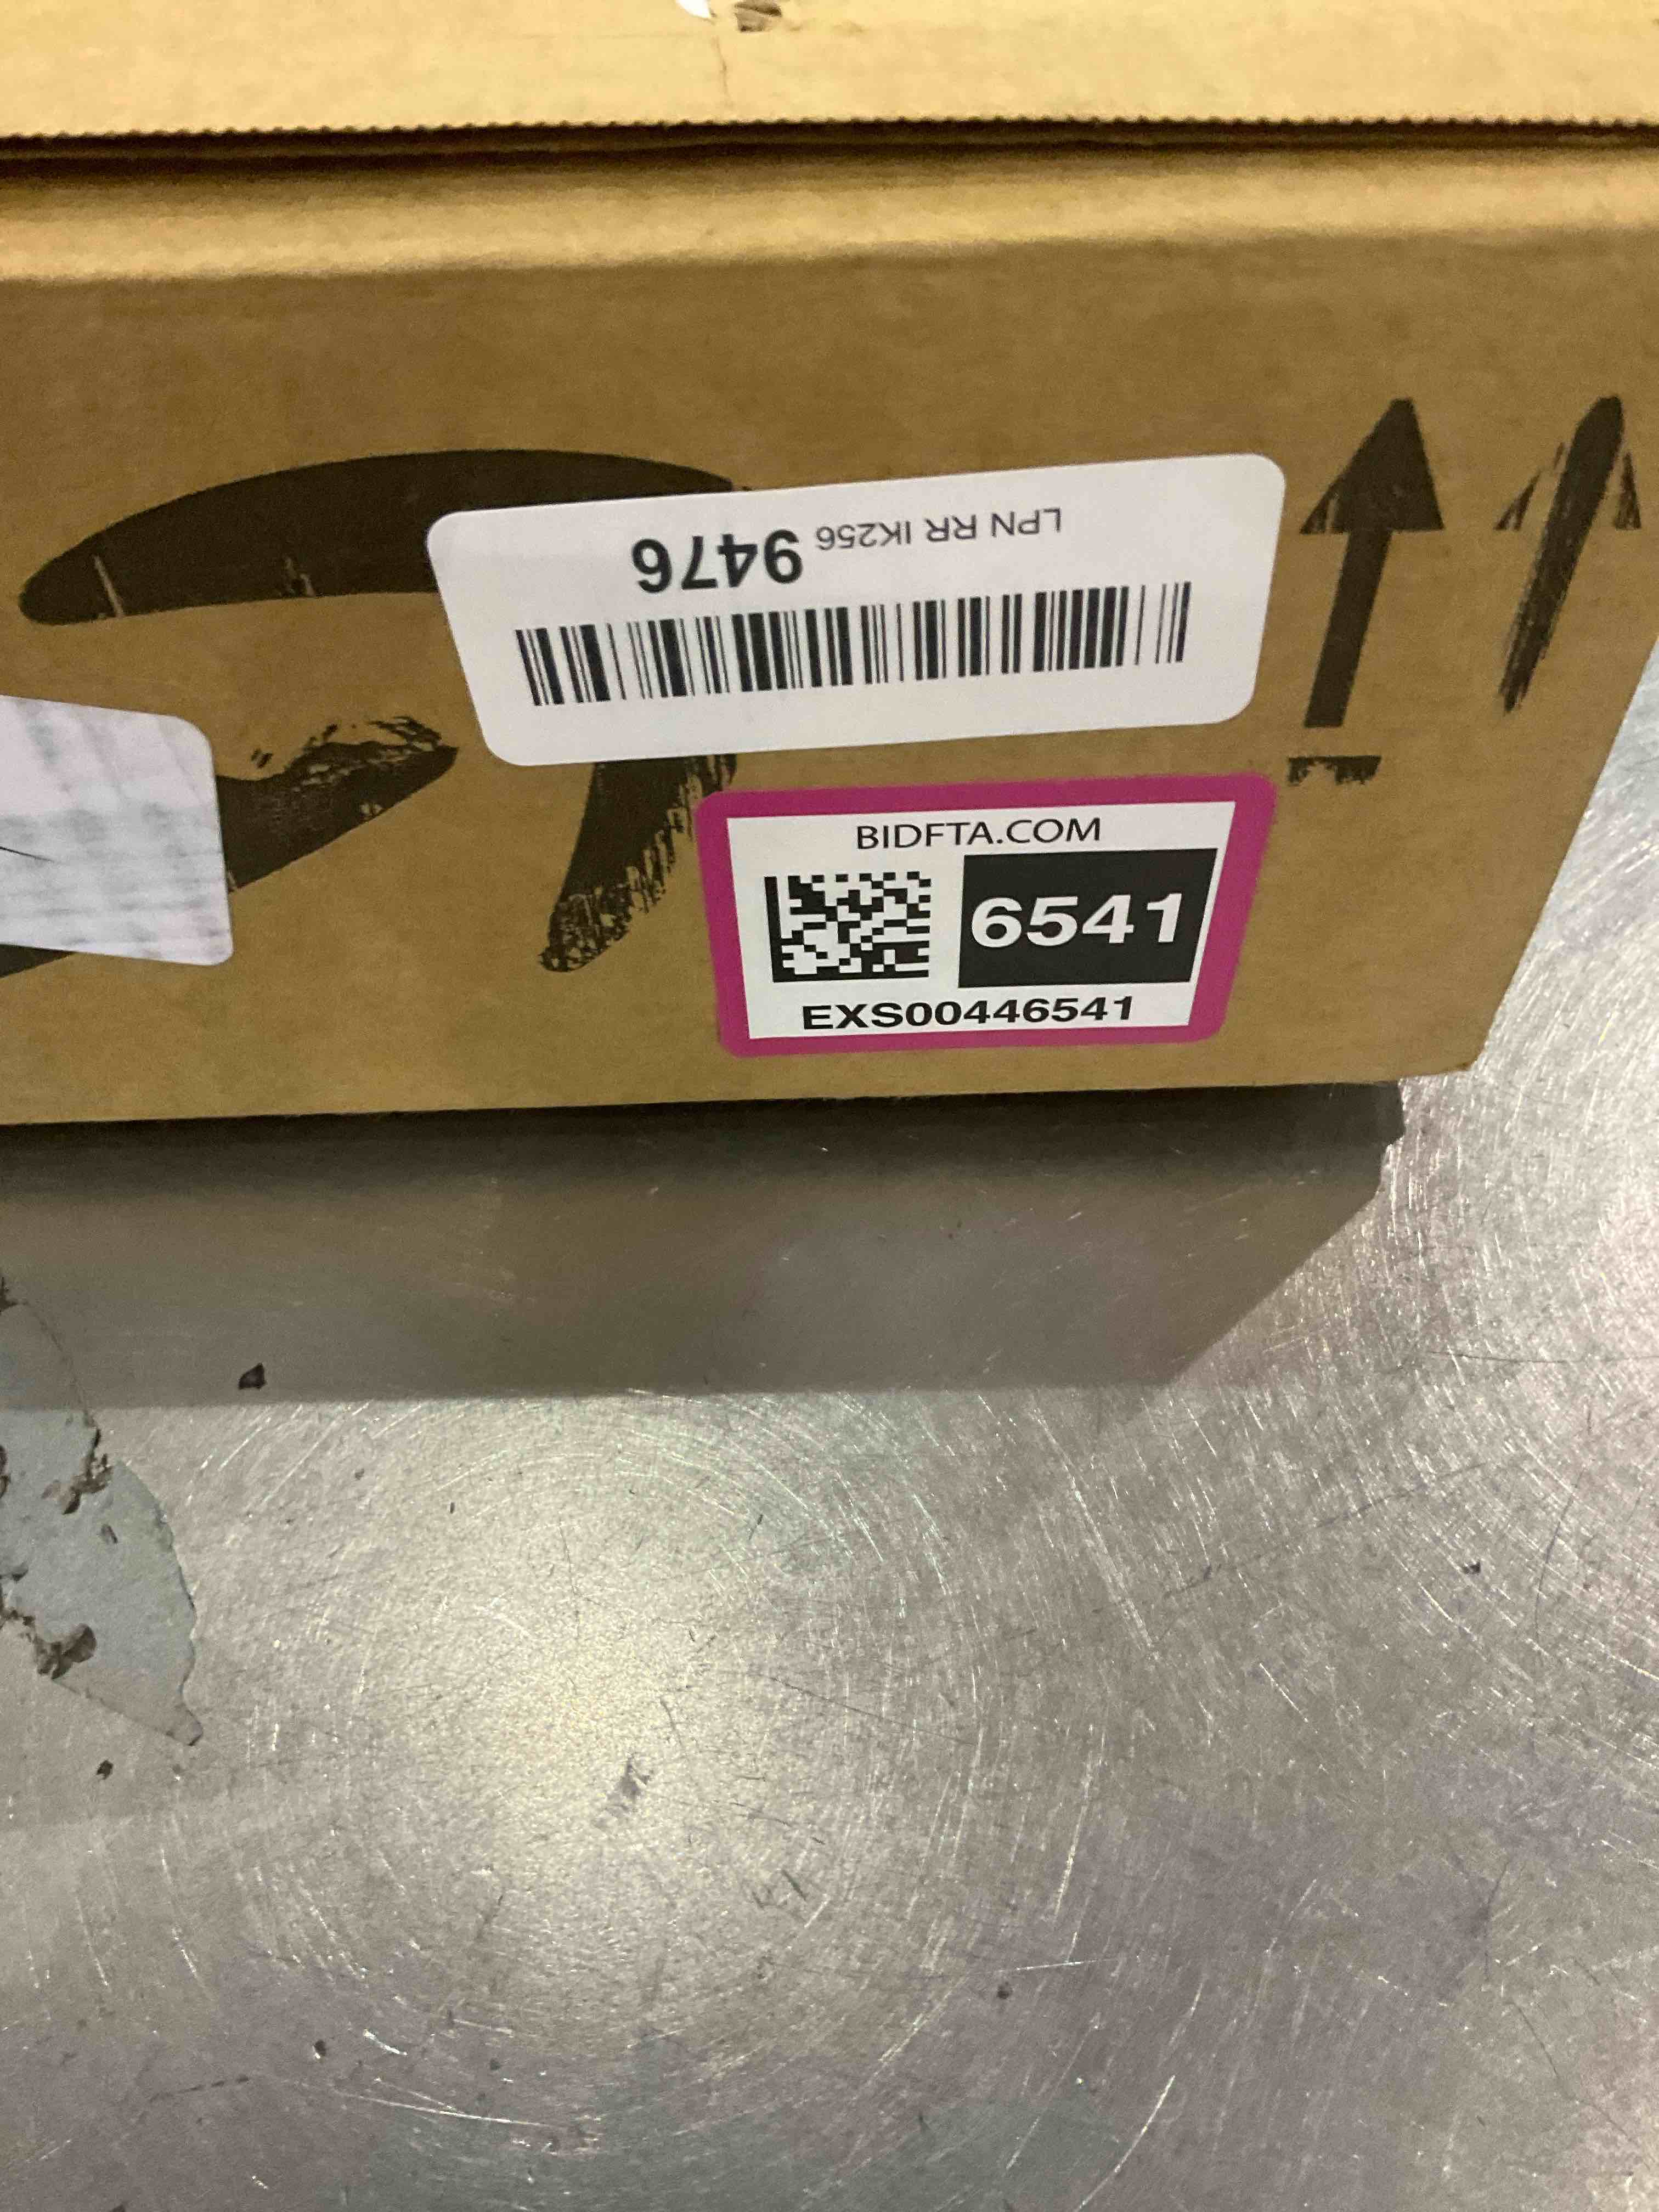 LPN RR IK256 9476
BIDFTA.COM
6541
EXS00446541